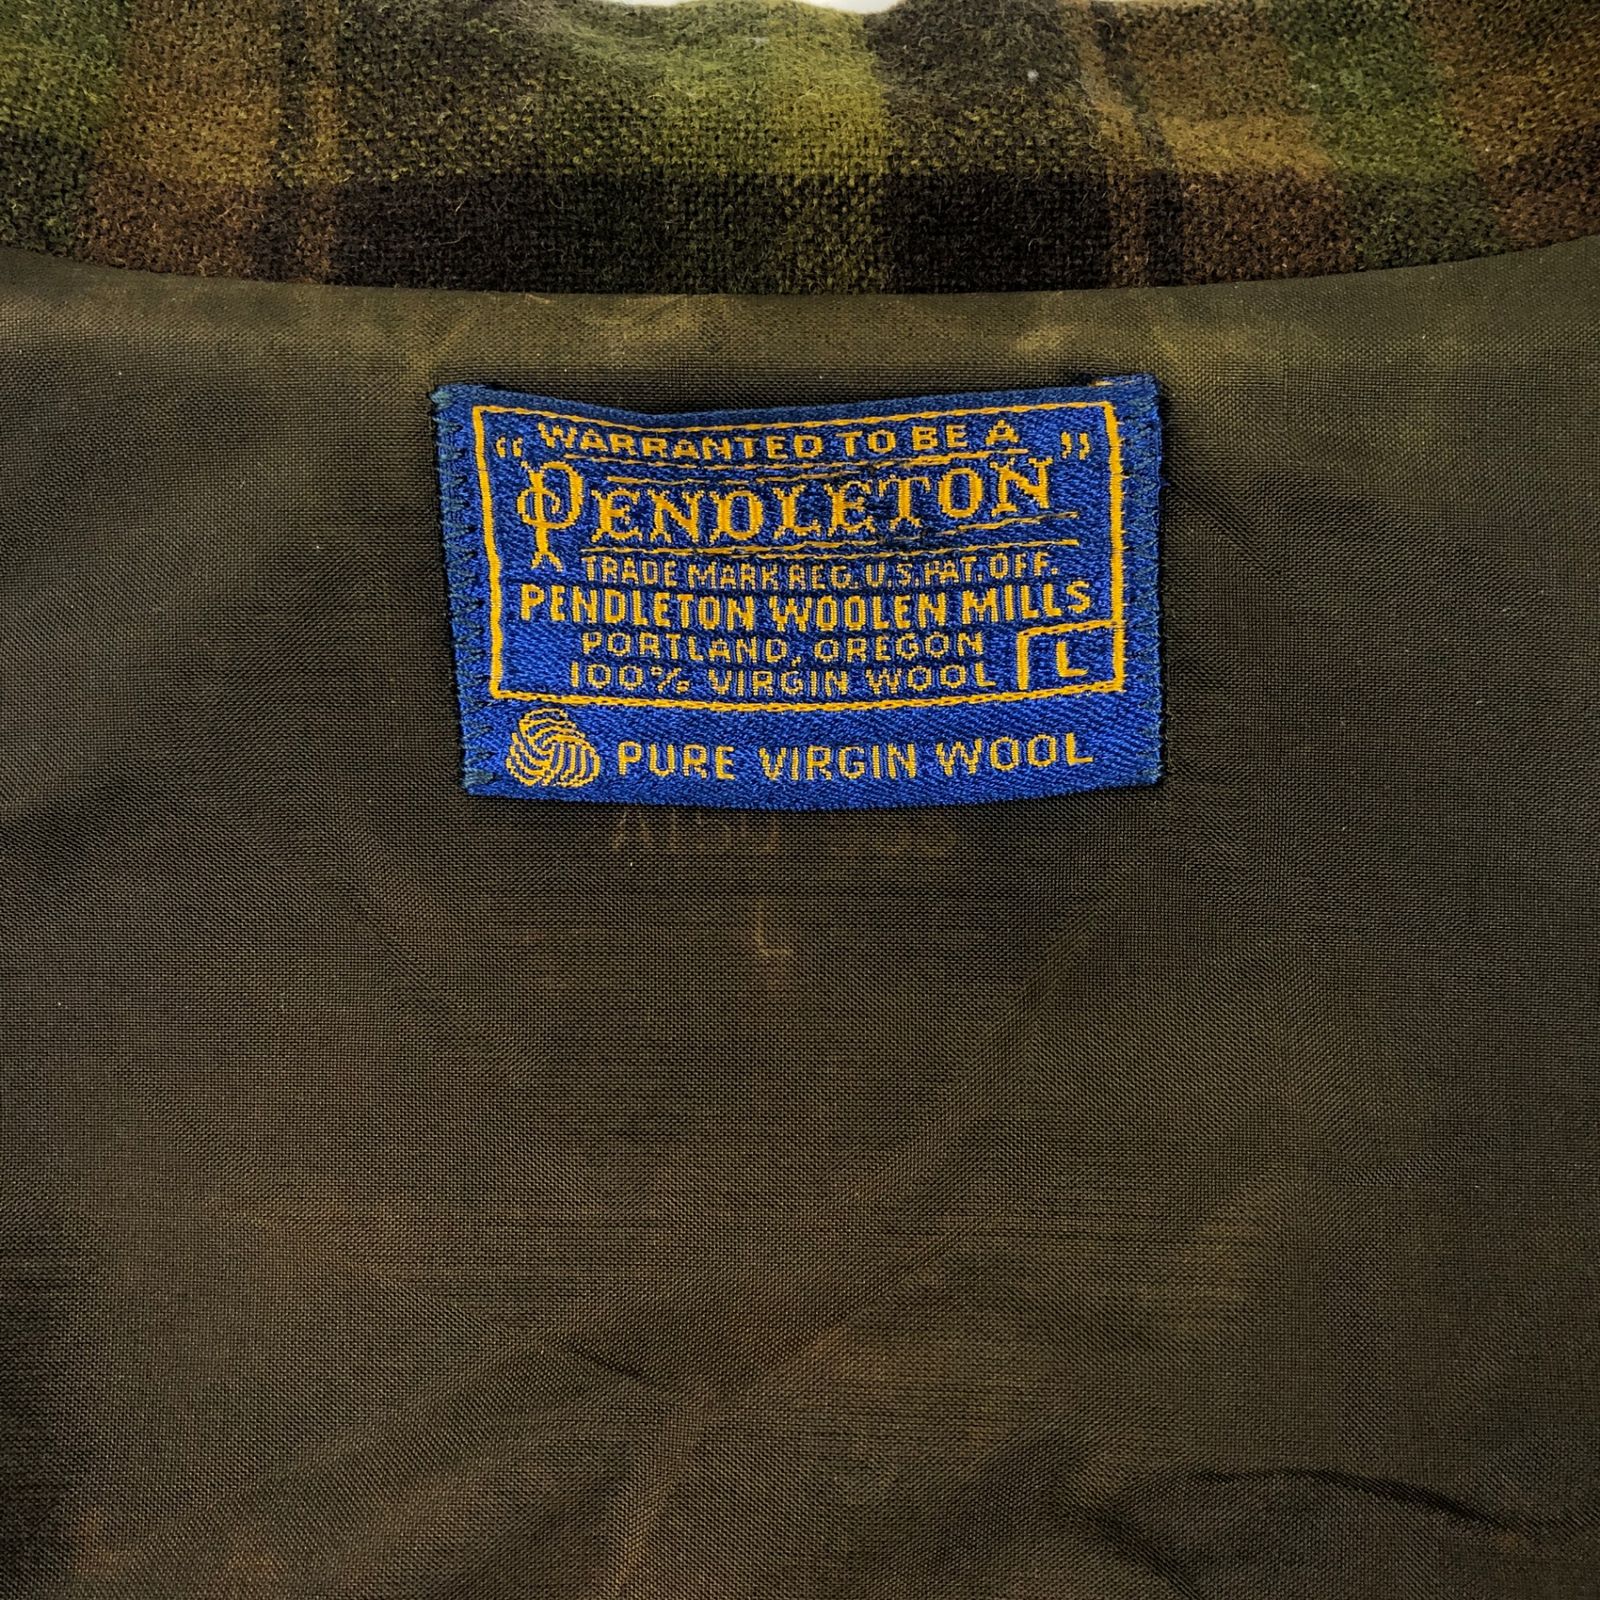 “WARRANTED TO BE A”
PENDLETON
TRADE MARK REG. U.S. PAT. OFF.
PENDLETON WOOLEN MILLS
PORTLAND, OREGON
100% VIRGIN WOOL L
PURE VIRGIN WOOL
L